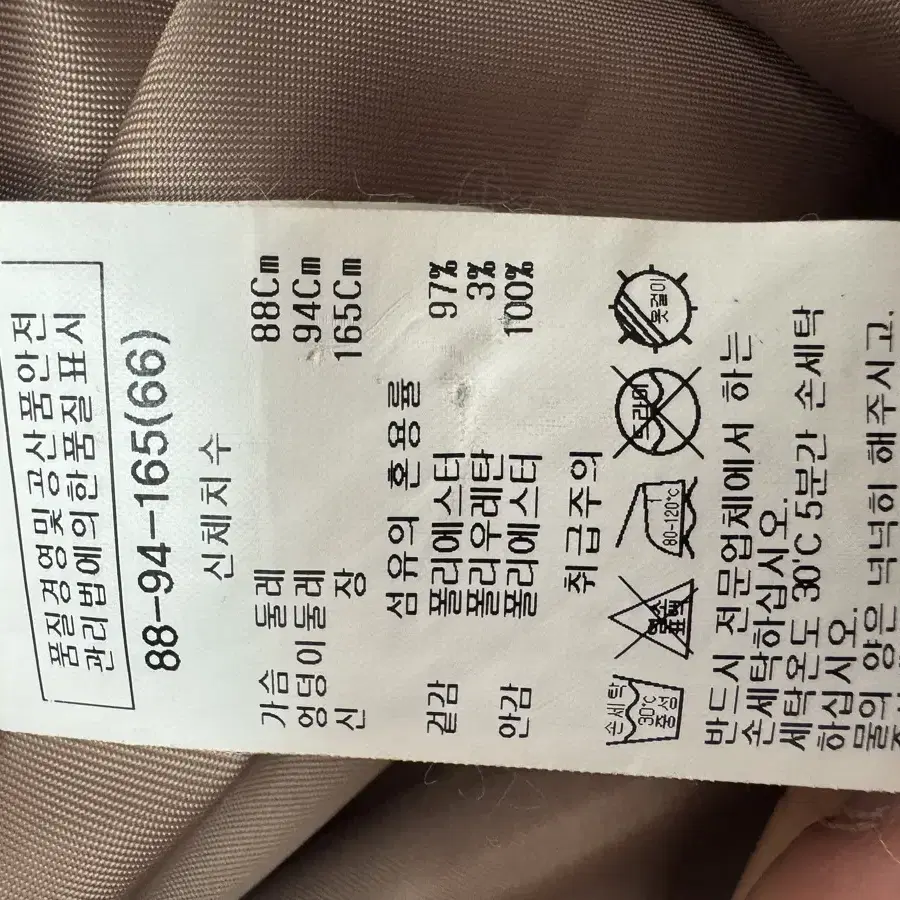 품질경영및 공산품안전
관리법에의한품질 표시
88-94-165(66)
신체치수
가슴 둘레 88Cm
엉덩이둘레 94Cm
신 장 165Cm
섬유의 혼용률
겉감 폴리에스터 97%
폴리우레탄 3%
안감 폴리에스터 100%
취급주의
손세탁 30℃ 중성
염소 표백
80-120℃
드라이
옷걸이
반드시 전문업체에서 하는
손세탁하십시오.
세탁온도 30℃ 5분간 손세탁
하십시오.
물의 양은 넉넉히 해주시고.